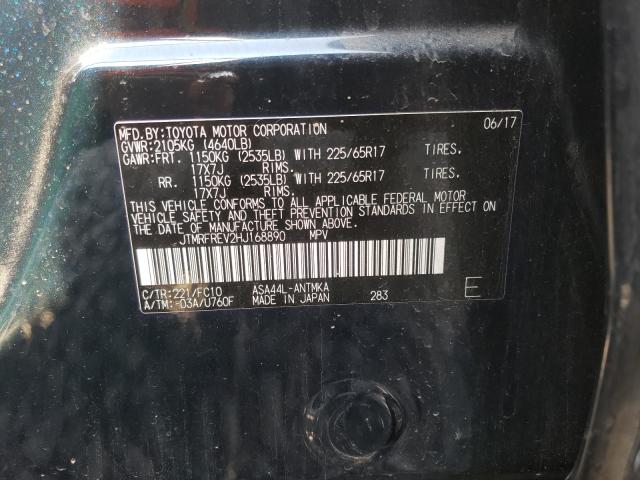 MFD.BY:TOYOTA MOTOR CORPORATION 06/17
GVWR:2105KG (4640LB)
GAWR:FRT. 1150KG (2535LB) WITH 225/65R17 TIRES.
17X7J RIMS.
RR. 1150KG (2535LB) WITH 225/65R17 TIRES.
17X7J RIMS.
THIS VEHICLE CONFORMS TO ALL APPLICABLE FEDERAL MOTOR
VEHICLE SAFETY AND THEFT PREVENTION STANDARDS IN EFFECT ON
THE DATE OF MANUFACTURE SHOWN ABOVE.
JTMRFREV2HJ168890 MPV
C/TR:221/FC10 ASA44L-ANTMKA
A/TM:-03A/U760F MADE IN JAPAN 283 E